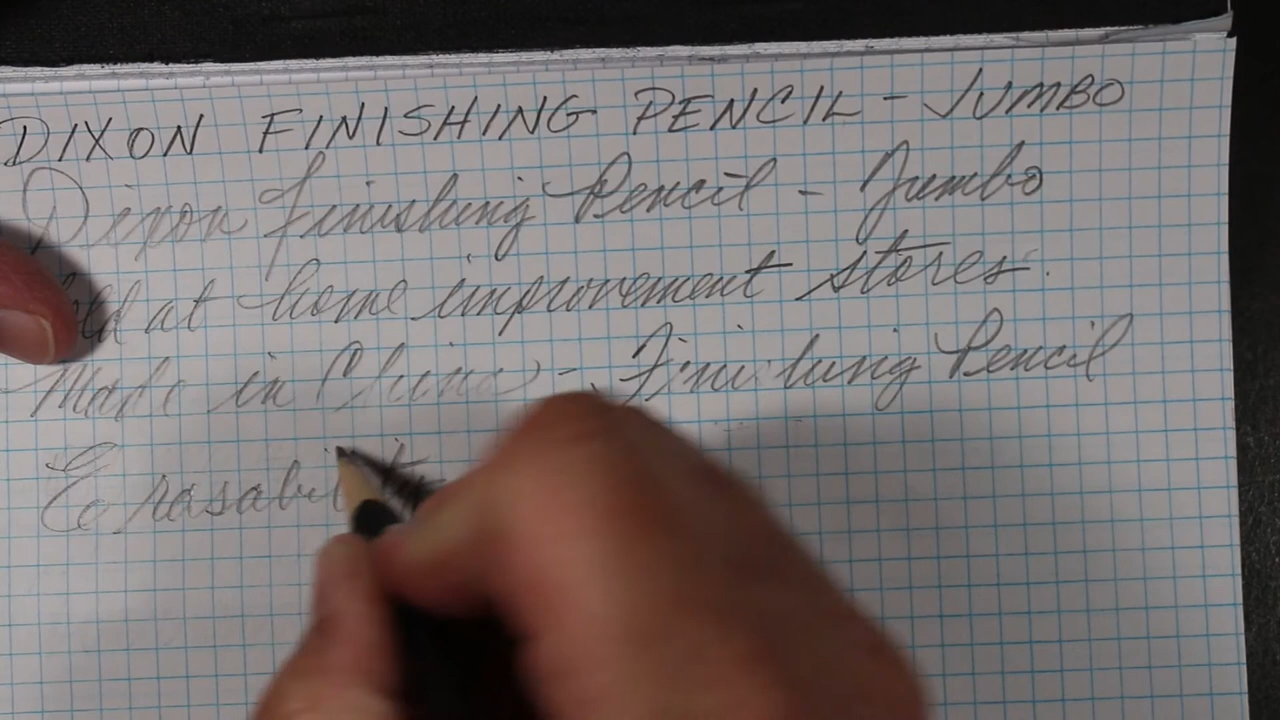 DIXON FINISHING PENCIL - JUMBO
Dixon Finishing Pencil - Jumbo
at home improvement stores.
Made in China - Finishing Pencil